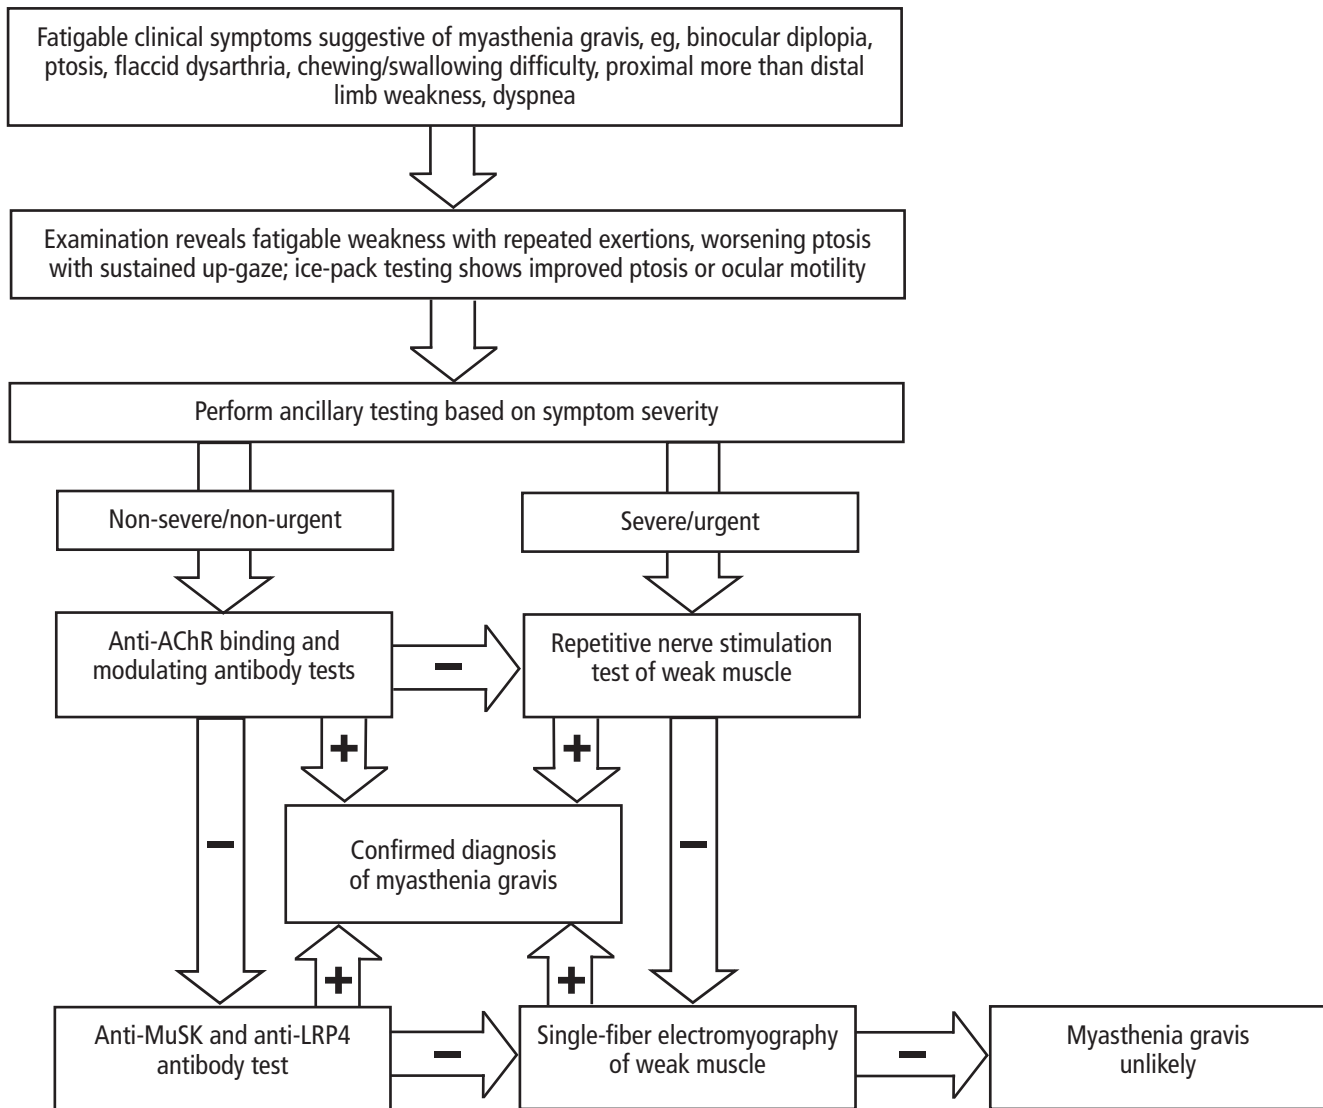 Fatigable clinical symptoms suggestive of myasthenia gravis, eg, binocular diplopia,
ptosis, flaccid dysarthria, chewing/swallowing difficulty, proximal more than distal
limb weakness, dyspnea
Examination reveals fatigable weakness with repeated exertions, worsening ptosis
with sustained up-gaze; ice-pack testing shows improved ptosis or ocular motility
Perform ancillary testing based on symptom severity
Non-severe/non-urgent
Severe/urgent
Anti-AChR binding and
modulating antibody tests
–
Repetitive nerve stimulation
test of weak muscle
+
+
–
–
Confirmed diagnosis
of myasthenia gravis
+
+
Anti-MuSK and anti-LRP4
antibody test
–
Single-fiber electromyography
of weak muscle
–
Myasthenia gravis
unlikely